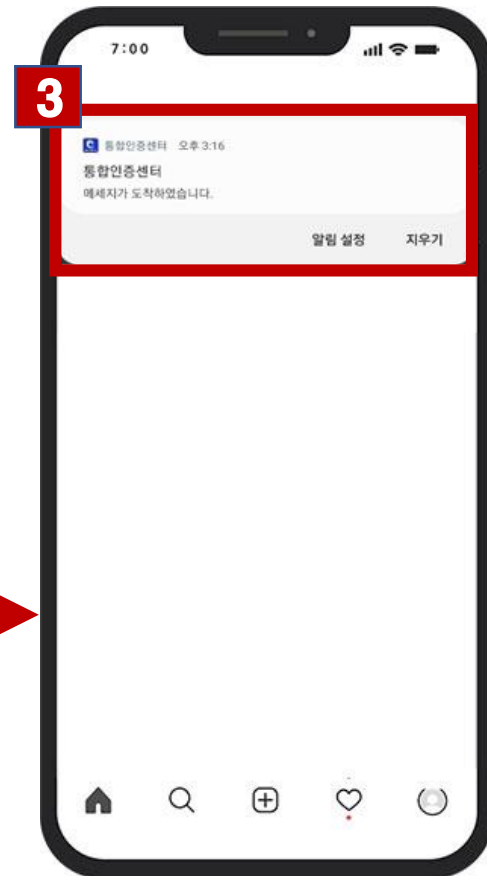 7:00
3
통합인증센터 오후 3:16
통합인증센터
메세지가 도착하였습니다.
알림 설정 지우기